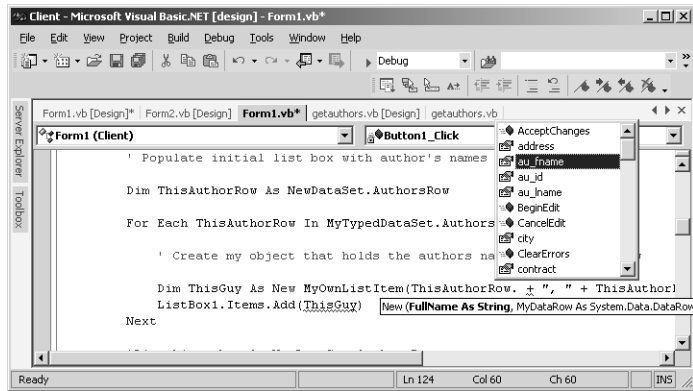 Client - Microsoft Visual Basic.NET [design] - Form1.vb*
File Edit View Project Build Debug Tools Window Help
Debug
Form1.vb [Design]* Form2.vb [Design] Form1.vb* getauthors.vb [Design] getauthors.vb
Server Explorer
Toolbox
Form1 (Client) Button1_Click
' Populate initial list box with author's names
Dim ThisAuthorRow As NewDataSet.AuthorsRow
For Each ThisAuthorRow In MyTypedDataSet.Authors
' Create my object that holds the authors na
Dim ThisGuy As New MyOwnListItem(ThisAuthorRow. + ", " + ThisAuthor
ListBox1.Items.Add(ThisGuy)
Next
AcceptChanges
address
au_fname
au_id
au_lname
BeginEdit
CancelEdit
city
ClearErrors
contract
New (FullName As String, MyDataRow As System.Data.DataRow
Ready Ln 124 Col 60 Ch 60 INS